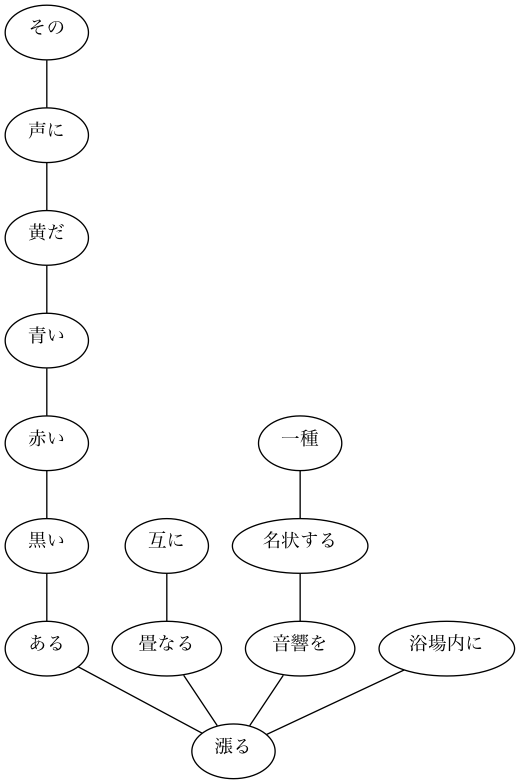 その
声に
黄だ
青い
赤い
一種
黒い
互に
名状する
ある
畳なる
音響を
浴場内に
漲る